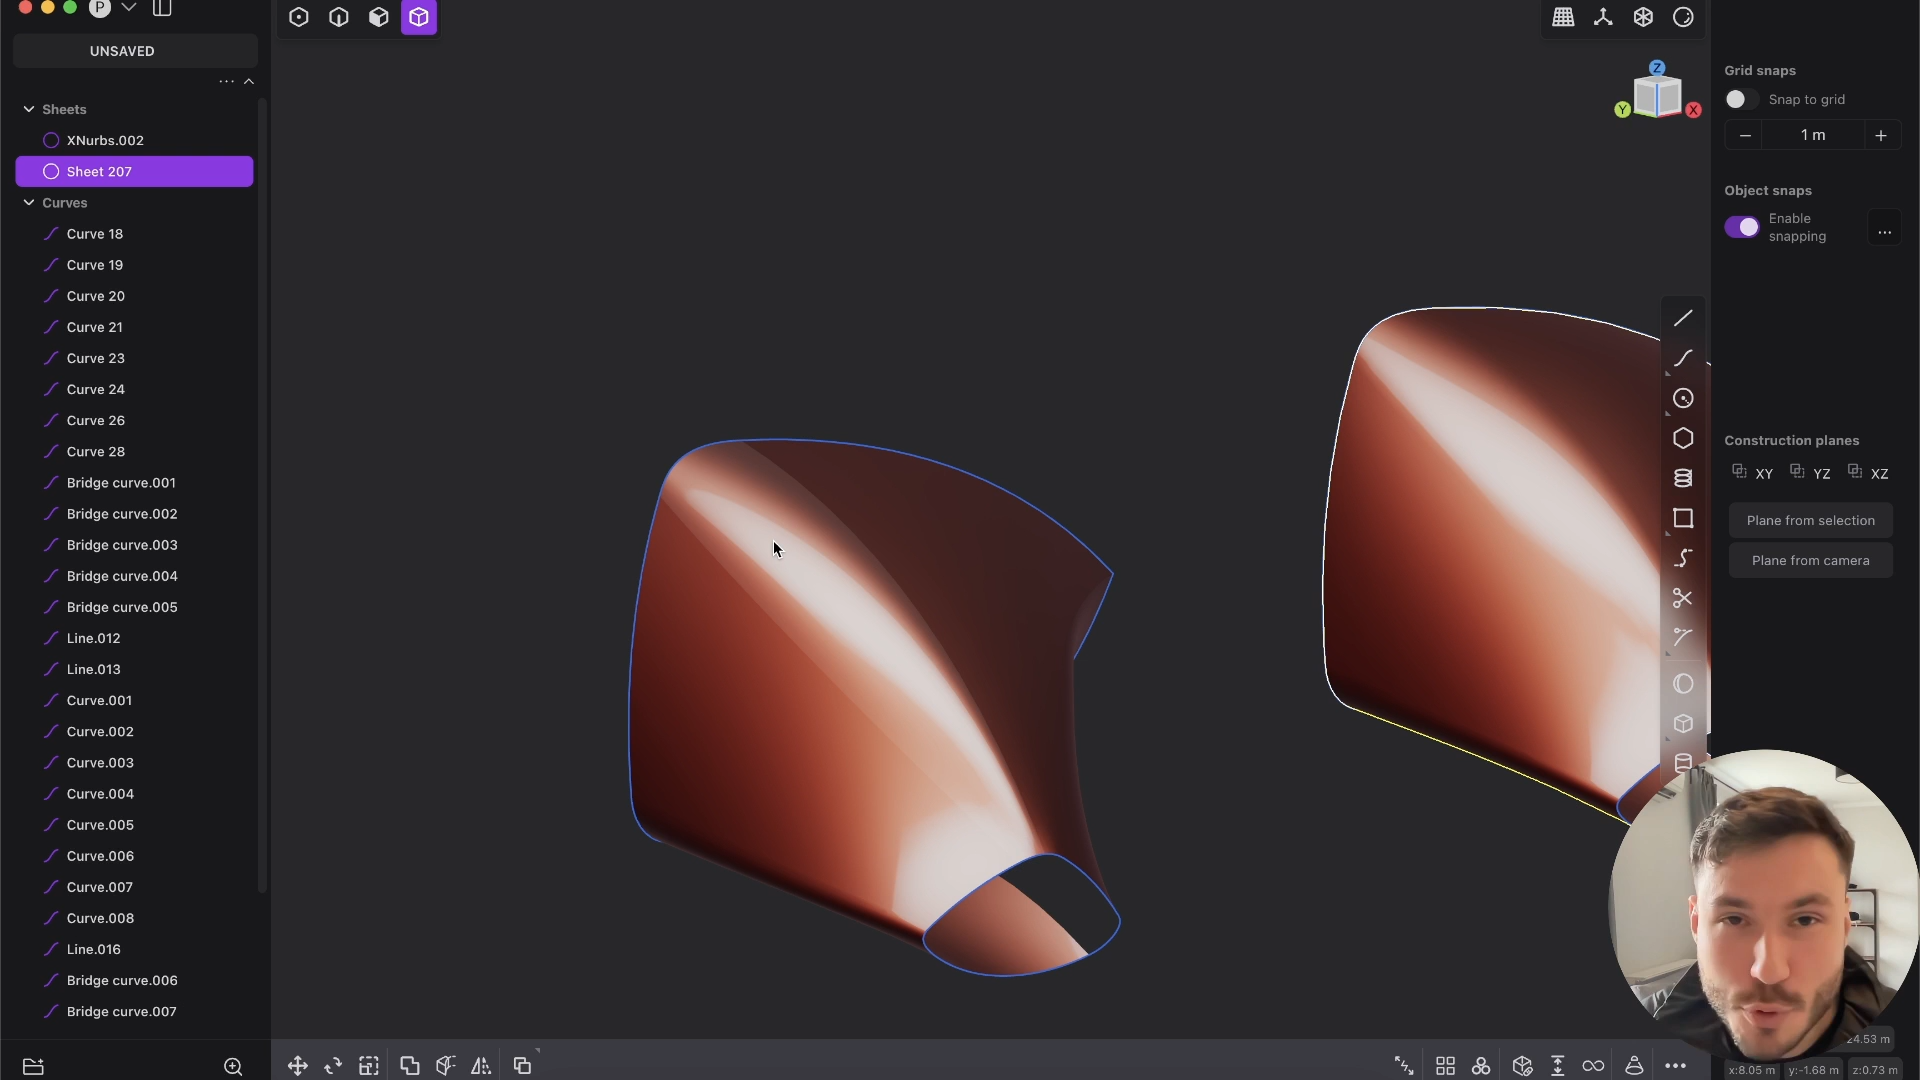 P
UNSAVED
Sheets
XNurbs.002
Sheet 207
Curves
Curve 18
Curve 19
Curve 20
Curve 21
Curve 23
Curve 24
Curve 26
Curve 28
Bridge curve.001
Bridge curve.002
Bridge curve.003
Bridge curve.004
Bridge curve.005
Line.012
Line.013
Curve.001
Curve.002
Curve.003
Curve.004
Curve.005
Curve.006
Curve.007
Curve.008
Line.016
Bridge curve.006
Bridge curve.007
Z
Y
X
Grid snaps
Snap to grid
1 m
Object snaps
Enable
snapping
...
Construction planes
XY YZ XZ
Plane from selection
Plane from camera
24.53 m
x:8.05 m y:-1.68 m z:0.73 m